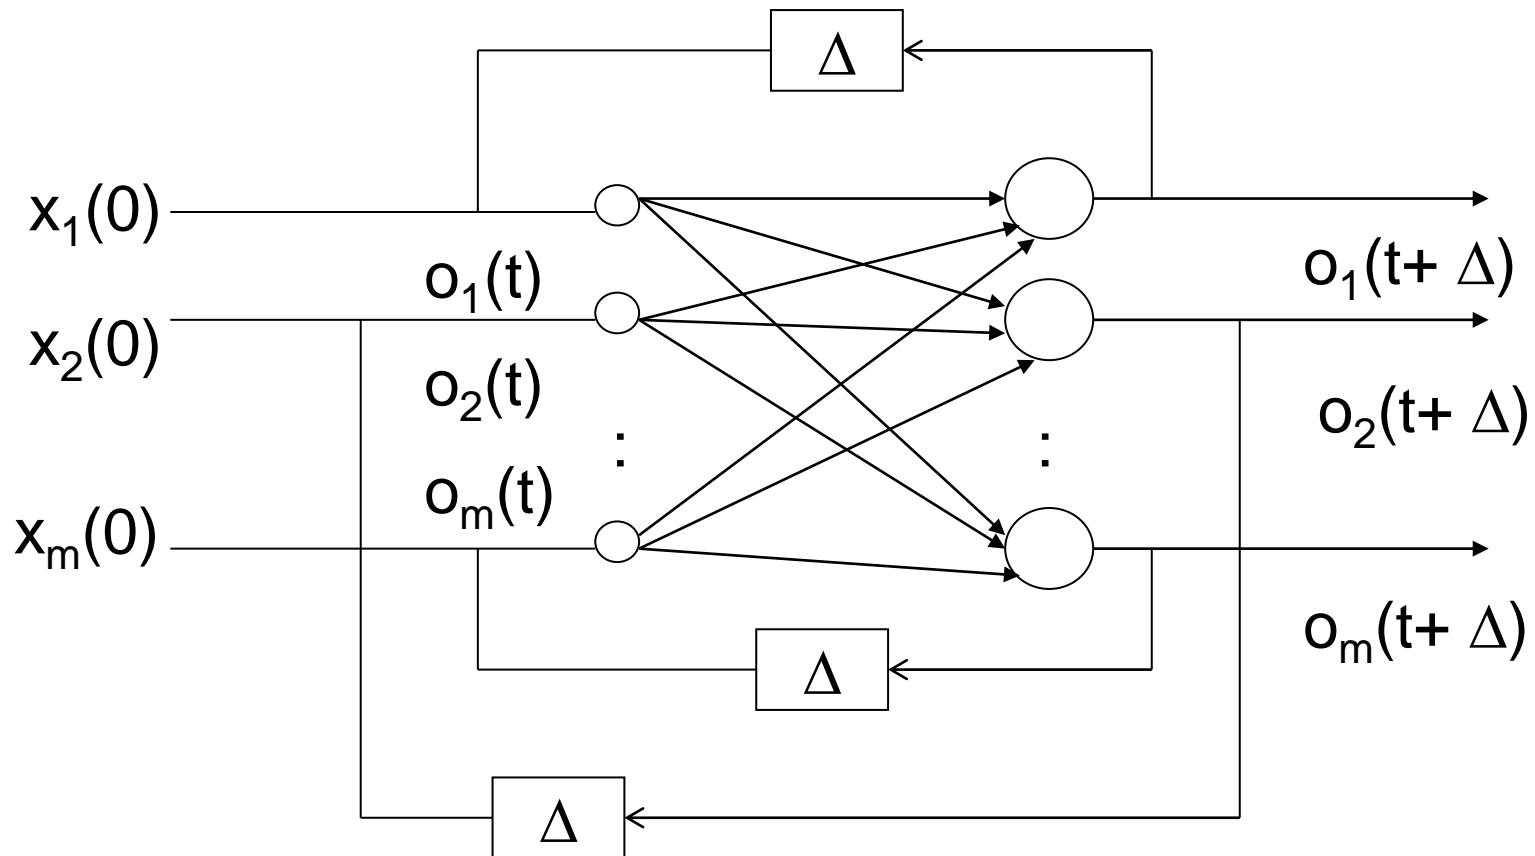 Δ
x₁(0)
o₁(t)
o₁(t+ Δ)
x₂(0)
o₂(t)
o₂(t+ Δ)
:
:
oₘ(t)
xₘ(0)
oₘ(t+ Δ)
Δ
Δ